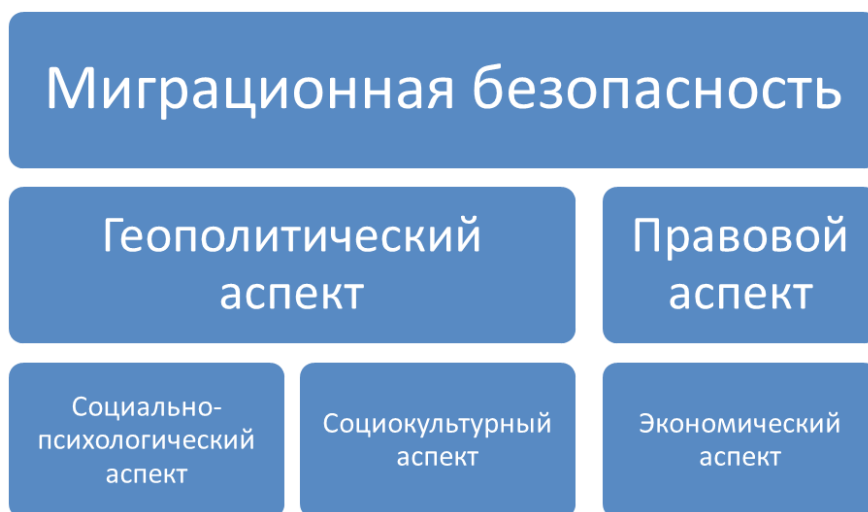 Миграционная безопасность
Геополитический
аспект
Правовой
аспект
Социально-
психологический
аспект
Социокультурный
аспект
Экономический
аспект